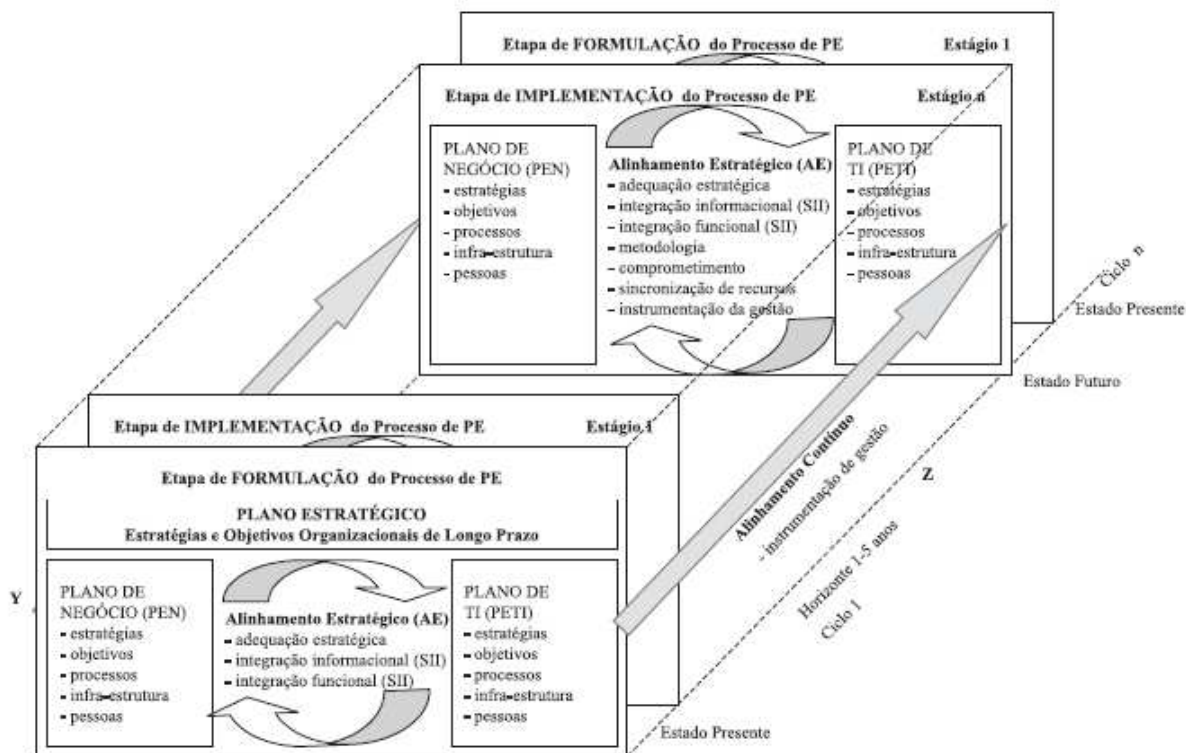 Etapa de FORMULAÇÃO do Processo de PE
Estágio 1
Etapa de IMPLEMENTAÇÃO do Processo de PE
Estágio n
PLANO DE
NEGÓCIO (PEN)
- estratégias
- objetivos
- processos
- infra-estrutura
- pessoas
Alinhamento Estratégico (AE)
- adequação estratégica
- integração informacional (SII)
- integração funcional (SII)
- metodologia
- comprometimento
- sincronização de recursos
- instrumentação da gestão
PLANO DE
TI (PETI)
- estratégias
- objetivos
- processos
- infra-estrutura
- pessoas
Ciclo n
Estado Presente
Estado Futuro
Alinhamento Contínuo
- instrumentação de gestão
Z
Horizonte 1-5 anos
Ciclo 1
Etapa de IMPLEMENTAÇÃO do Processo de PE
Estágio 1
Etapa de FORMULAÇÃO do Processo de PE
PLANO ESTRATÉGICO
Estratégias e Objetivos Organizacionais de Longo Prazo
Y
PLANO DE
NEGÓCIO (PEN)
- estratégias
- objetivos
- processos
- infra-estrutura
- pessoas
Alinhamento Estratégico (AE)
- adequação estratégica
- integração informacional (SII)
- integração funcional (SII)
PLANO DE
TI (PETI)
- estratégias
- objetivos
- processos
- infra-estrutura
- pessoas
Estado Presente